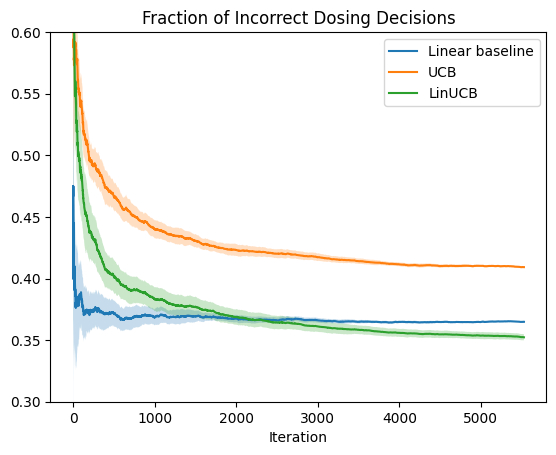 Fraction of Incorrect Dosing Decisions
0.60
0.55
0.50
0.45
0.40
0.35
0.30
Linear baseline
UCB
LinUCB
0
1000
2000
3000
4000
5000
Iteration